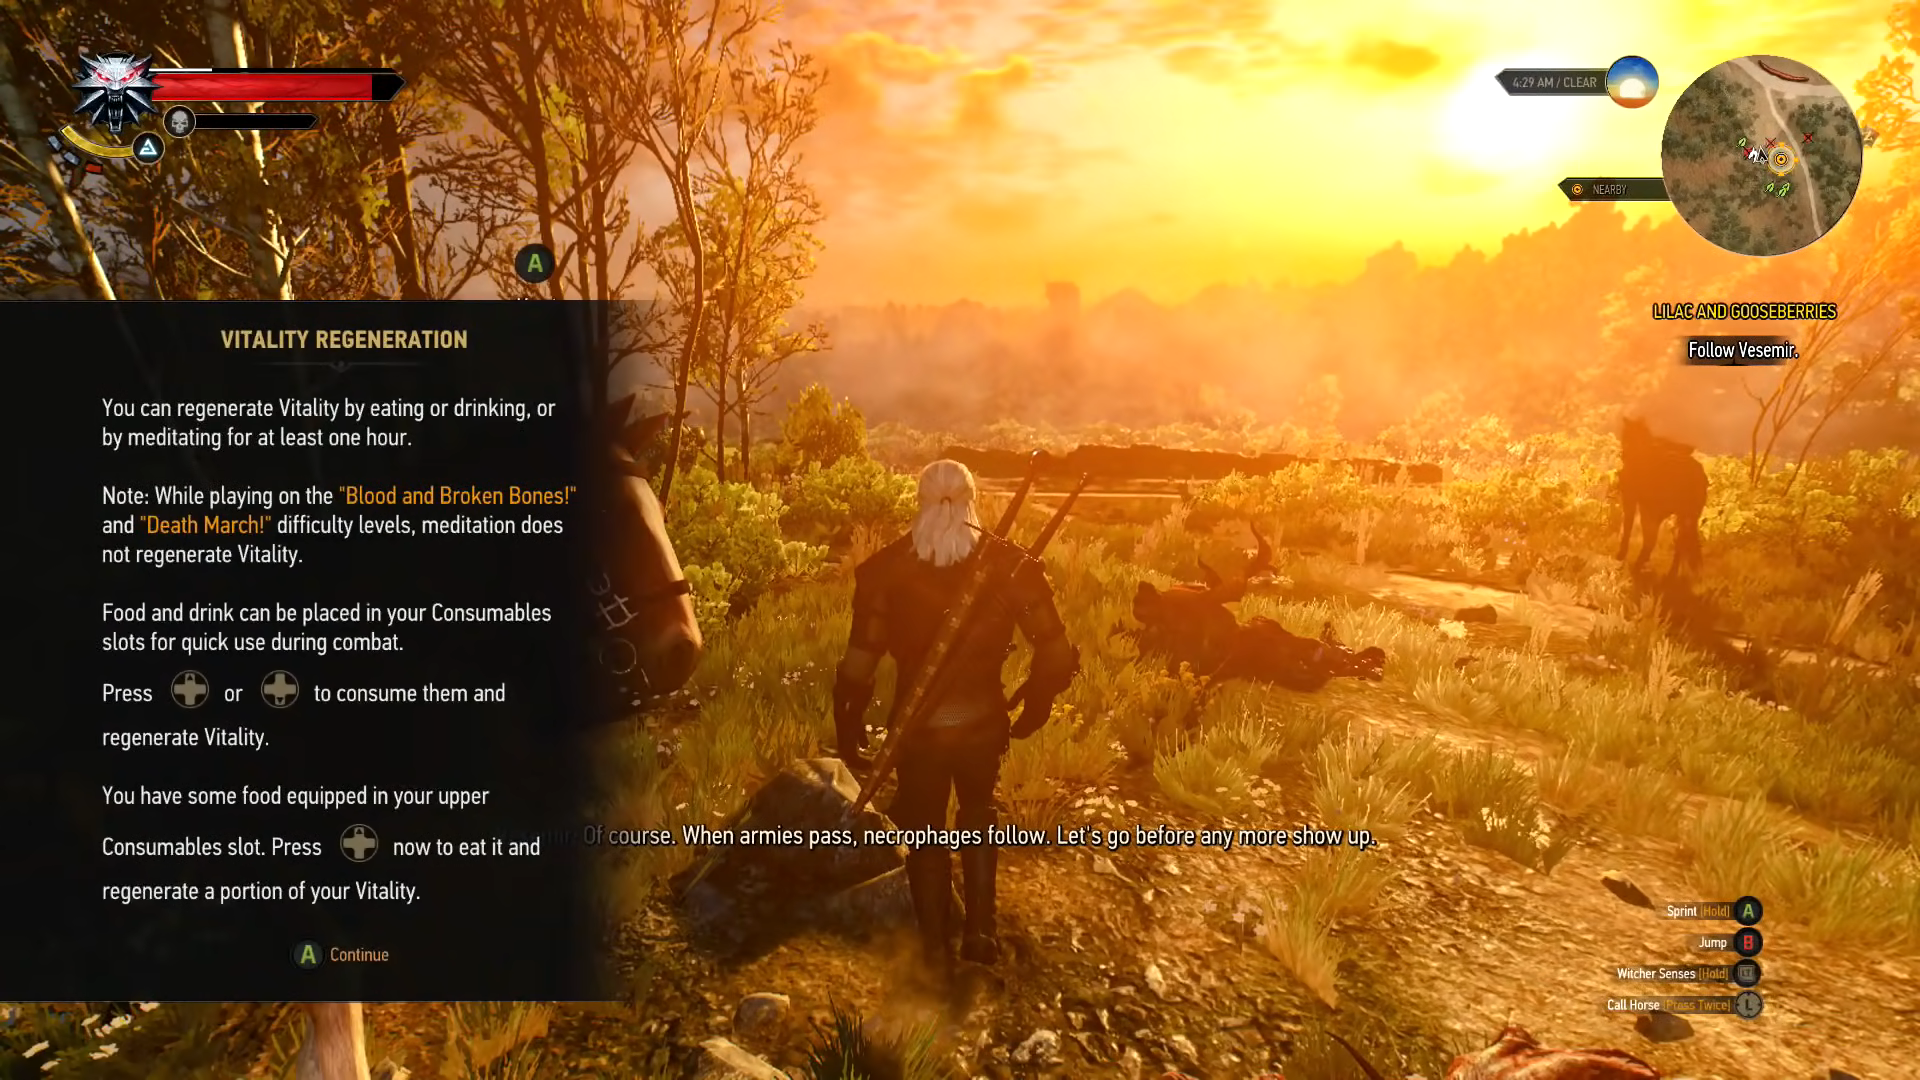 4:29 AM / CLEAR
NEARBY
LILAC AND GOOSEBERRIES
Follow Vesemir.
A
VITALITY REGENERATION
You can regenerate Vitality by eating or drinking, or
by meditating for at least one hour.
Note: While playing on the "Blood and Broken Bones!"
and "Death March!" difficulty levels, meditation does
not regenerate Vitality.
Food and drink can be placed in your Consumables
slots for quick use during combat.
Press or to consume them and
regenerate Vitality.
You have some food equipped in your upper
Consumables slot. Press now to eat it and
regenerate a portion of your Vitality.
A Continue
Of course. When armies pass, necrophages follow. Let's go before any more show up.
Sprint [Hold] A
Jump B
Witcher Senses [Hold] LT
Call Horse [Press Twice] L